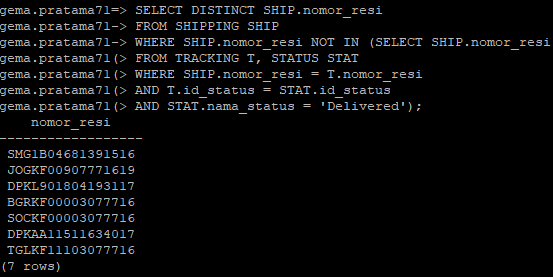 gema.pratama71=> SELECT DISTINCT SHIP.nomor_resi
gema.pratama71-> FROM SHIPPING SHIP
gema.pratama71-> WHERE SHIP.nomor_resi NOT IN (SELECT SHIP.nomor_resi
gema.pratama71(> FROM TRACKING T, STATUS STAT
gema.pratama71(> WHERE SHIP.nomor_resi = T.nomor_resi
gema.pratama71(> AND T.id_status = STAT.id_status
gema.pratama71(> AND STAT.nama_status = 'Delivered');
nomor_resi
------------------
SMG1B04681391516
JOGKF00907771619
DPKL901804193117
BGRKF00003077716
SOCKF00003077716
DPKAA11511634017
TGLKF11103077716
(7 rows)